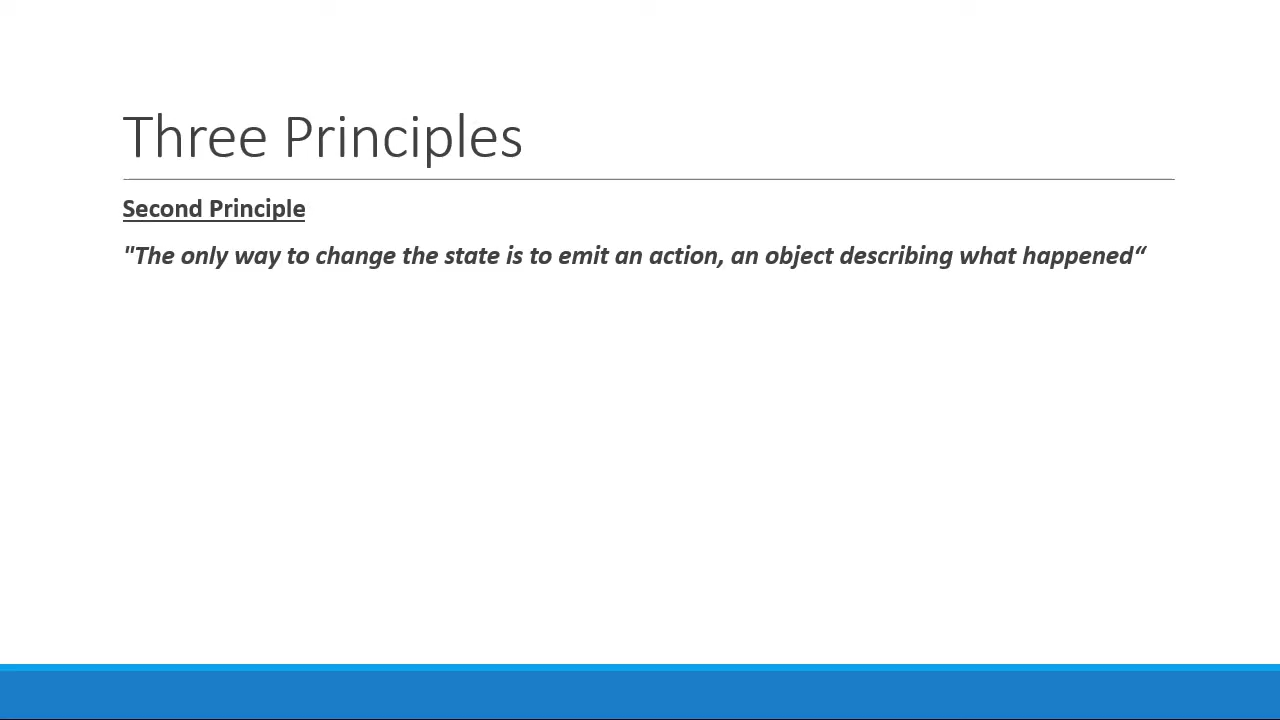 Three Principles
Second Principle
"The only way to change the state is to emit an action, an object describing what happened“